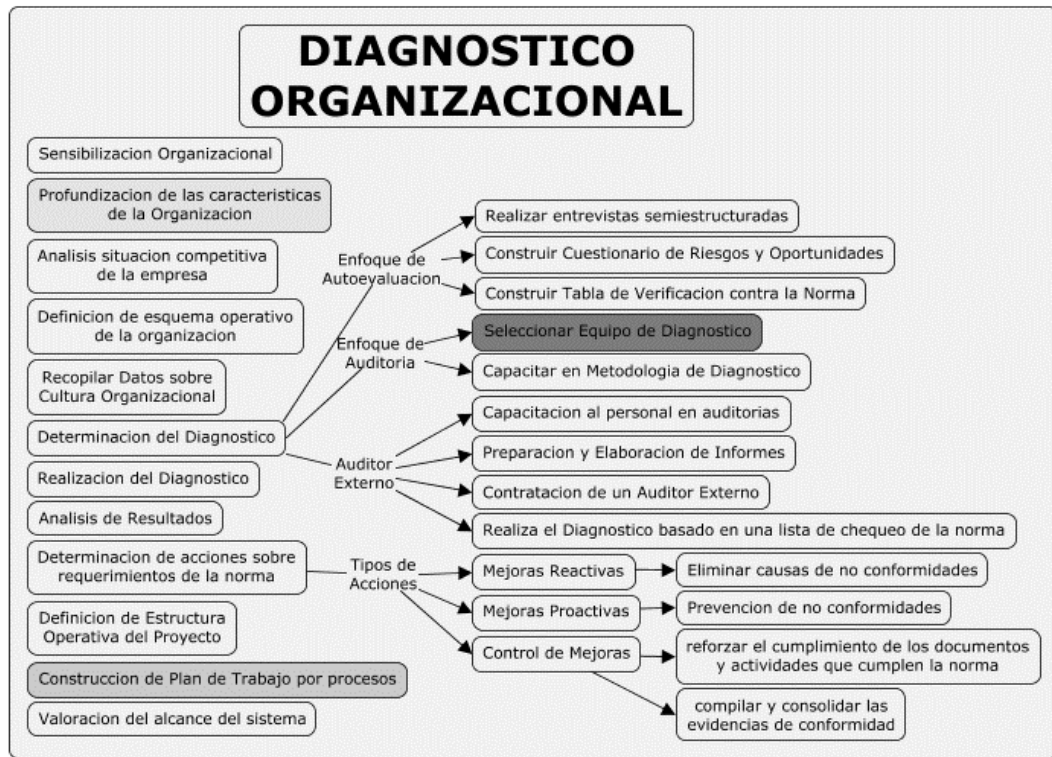 DIAGNOSTICO
ORGANIZACIONAL
Sensibilizacion Organizacional
Profundizacion de las caracteristicas
de la Organizacion
Analisis situacion competitiva
de la empresa
Definicion de esquema operativo
de la organizacion
Recopilar Datos sobre
Cultura Organizacional
Determinacion del Diagnostico
Realizacion del Diagnostico
Analisis de Resultados
Determinacion de acciones sobre
requerimientos de la norma
Definicion de Estructura
Operativa del Proyecto
Construccion de Plan de Trabajo por procesos
Valoracion del alcance del sistema
Enfoque de
Autoevaluacion
Realizar entrevistas semiestructuradas
Construir Cuestionario de Riesgos y Oportunidades
Construir Tabla de Verificacion contra la Norma
Enfoque de
Auditoria
Seleccionar Equipo de Diagnostico
Capacitar en Metodologia de Diagnostico
Auditor
Externo
Capacitacion al personal en auditorias
Preparacion y Elaboracion de Informes
Contratacion de un Auditor Externo
Realiza el Diagnostico basado en una lista de chequeo de la norma
Tipos de
Acciones
Mejoras Reactivas
Eliminar causas de no conformidades
Mejoras Proactivas
Prevencion de no conformidades
Control de Mejoras
reforzar el cumplimiento de los documentos
y actividades que cumplen la norma
compilar y consolidar las
evidencias de conformidad